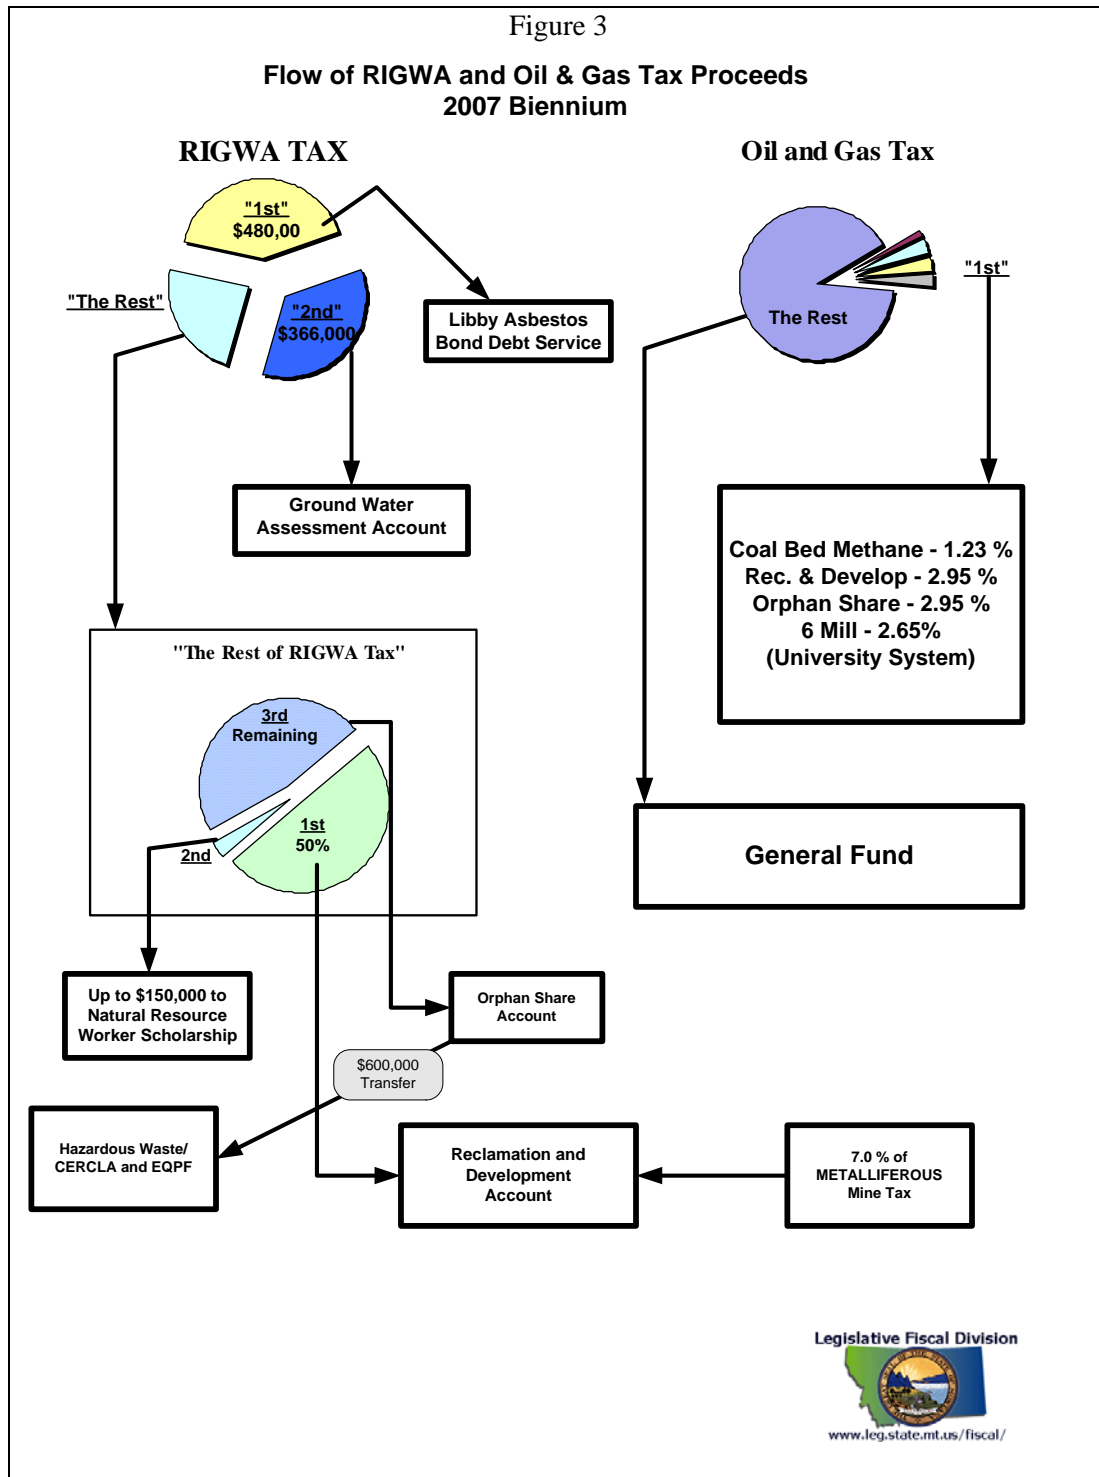 Figure 3
Flow of RIGWA and Oil & Gas Tax Proceeds
2007 Biennium
RIGWA TAX
Oil and Gas Tax
"1st"
$480,00
"The Rest"
"2nd"
$366,000
Libby Asbestos
Bond Debt Service
The Rest
"1st"
Ground Water
Assessment Account
Coal Bed Methane - 1.23 %
Rec. & Develop - 2.95 %
Orphan Share - 2.95 %
6 Mill - 2.65%
(University System)
"The Rest of RIGWA Tax"
3rd
Remaining
1st
50%
2nd
General Fund
Up to $150,000 to
Natural Resource
Worker Scholarship
Orphan Share
Account
$600,000
Transfer
Hazardous Waste/
CERCLA and EQPF
Reclamation and
Development
Account
7.0 % of
METALLIFEROUS
Mine Tax
Legislative Fiscal Division
www.leg.state.mt.us/fiscal/